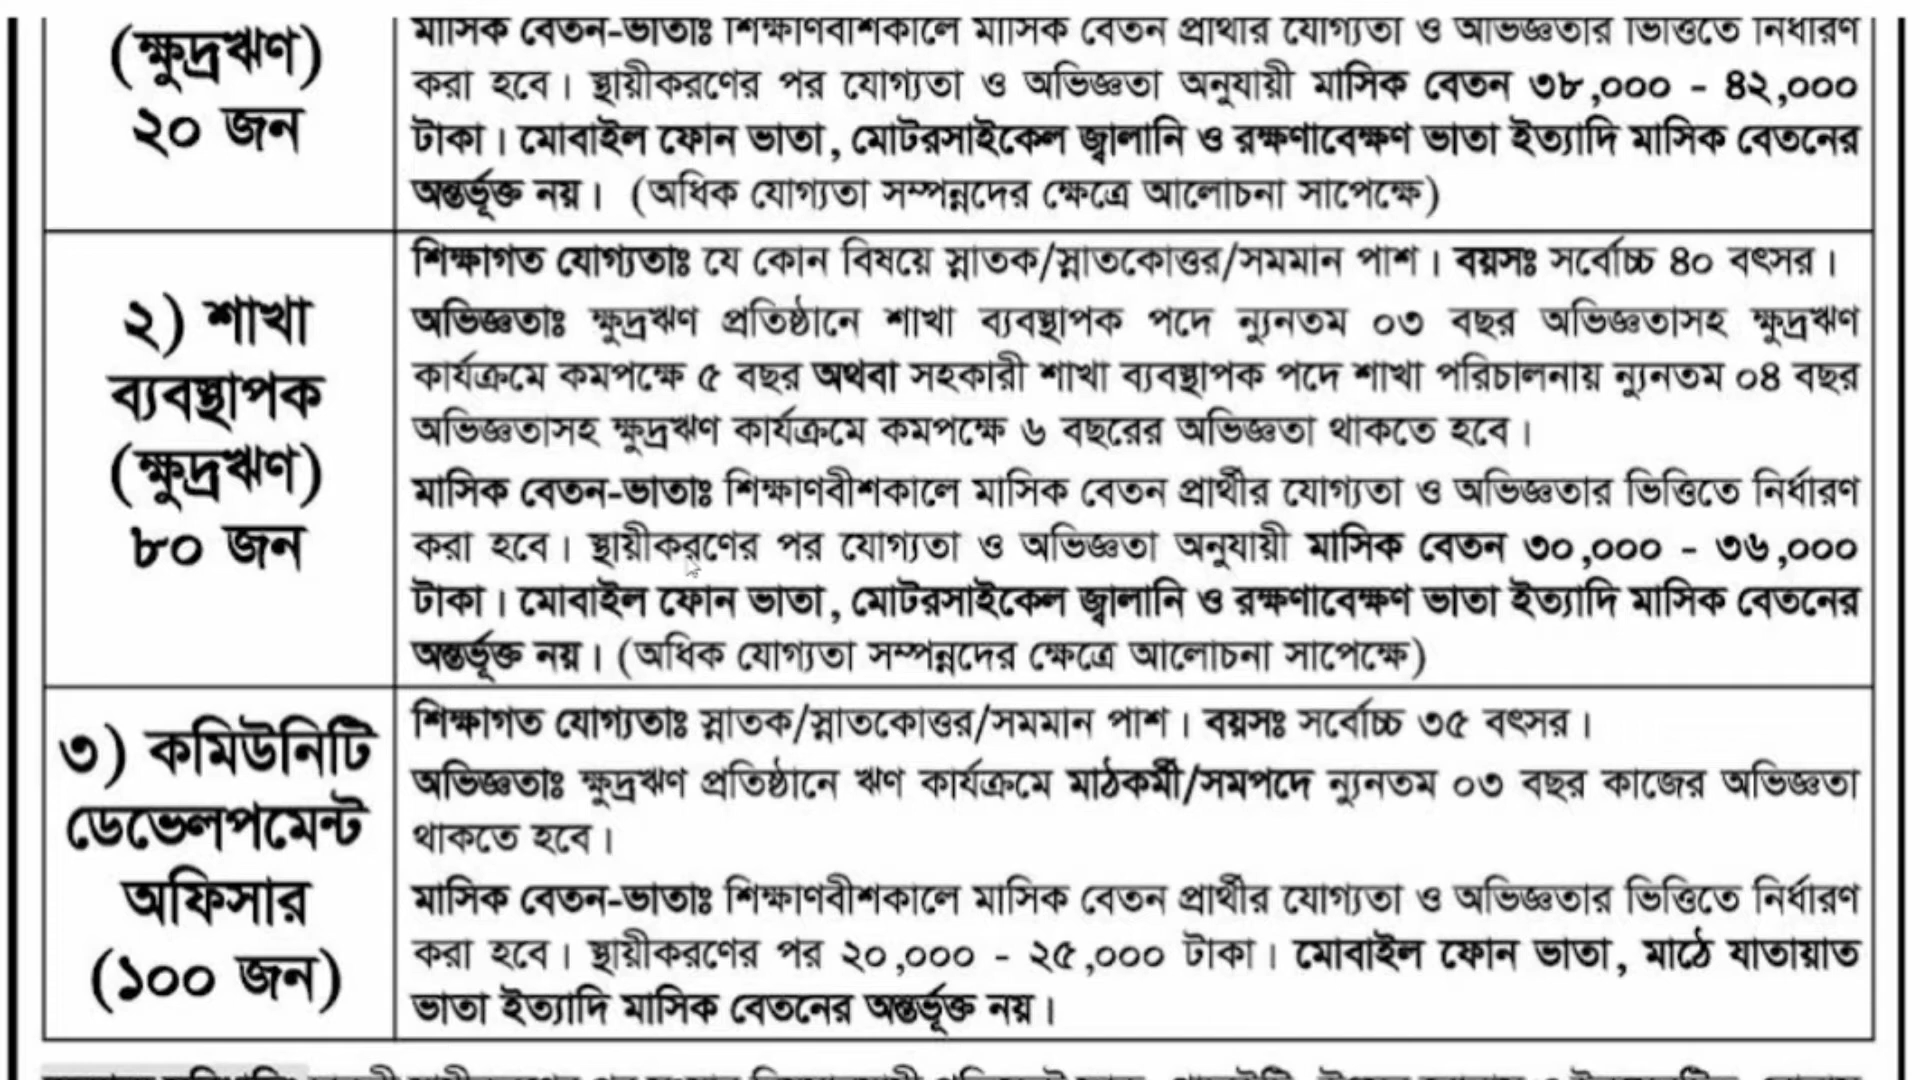 (ক্ষুদ্রঋণ)
২০ জন
মাসিক বেতন-ভাতাঃ শিক্ষাণবীশকালে মাসিক বেতন প্রার্থীর যোগ্যতা ও অভিজ্ঞতার ভিত্তিতে নির্ধারণ
করা হবে। স্থায়ীকরণের পর যোগ্যতা ও অভিজ্ঞতা অনুযায়ী মাসিক বেতন ৩৮,০০০ - ৪২,০০০
টাকা। মোবাইল ফোন ভাতা, মোটরসাইকেল জ্বালানি ও রক্ষণাবেক্ষণ ভাতা ইত্যাদি মাসিক বেতনের
অন্তর্ভূক্ত নয়। (অধিক যোগ্যতা সম্পন্নদের ক্ষেত্রে আলোচনা সাপেক্ষে)
২) শাখা
ব্যবস্থাপক
(ক্ষুদ্রঋণ)
৮০ জন
শিক্ষাগত যোগ্যতাঃ যে কোন বিষয়ে স্নাতক/স্নাতকোত্তর/সমমান পাশ। বয়সঃ সর্বোচ্চ ৪০ বৎসর।
অভিজ্ঞতাঃ ক্ষুদ্রঋণ প্রতিষ্ঠানে শাখা ব্যবস্থাপক পদে ন্যুনতম ০৩ বছর অভিজ্ঞতাসহ ক্ষুদ্রঋণ
কার্যক্রমে কমপক্ষে ৫ বছর অথবা সহকারী শাখা ব্যবস্থাপক পদে শাখা পরিচালনায় ন্যুনতম ০৪ বছর
অভিজ্ঞতাসহ ক্ষুদ্রঋণ কার্যক্রমে কমপক্ষে ৬ বছরের অভিজ্ঞতা থাকতে হবে।
মাসিক বেতন-ভাতাঃ শিক্ষাণবীশকালে মাসিক বেতন প্রার্থীর যোগ্যতা ও অভিজ্ঞতার ভিত্তিতে নির্ধারণ
করা হবে। স্থায়ীকরণের পর যোগ্যতা ও অভিজ্ঞতা অনুযায়ী মাসিক বেতন ৩০,০০০ - ৩৬,০০০
টাকা। মোবাইল ফোন ভাতা, মোটরসাইকেল জ্বালানি ও রক্ষণাবেক্ষণ ভাতা ইত্যাদি মাসিক বেতনের
অন্তর্ভূক্ত নয়। (অধিক যোগ্যতা সম্পন্নদের ক্ষেত্রে আলোচনা সাপেক্ষে)
৩) কমিউনিটি
ডেভেলপমেন্ট
অফিসার
(১০০ জন)
শিক্ষাগত যোগ্যতাঃ স্নাতক/স্নাতকোত্তর/সমমান পাশ। বয়সঃ সর্বোচ্চ ৩৫ বৎসর।
অভিজ্ঞতাঃ ক্ষুদ্রঋণ প্রতিষ্ঠানে ঋণ কার্যক্রমে মাঠকর্মী/সমপদে ন্যুনতম ০৩ বছর কাজের অভিজ্ঞতা
থাকতে হবে।
মাসিক বেতন-ভাতাঃ শিক্ষাণবীশকালে মাসিক বেতন প্রার্থীর যোগ্যতা ও অভিজ্ঞতার ভিত্তিতে নির্ধারণ
করা হবে। স্থায়ীকরণের পর ২০,০০০ - ২৫,০০০ টাকা। মোবাইল ফোন ভাতা, মাঠে যাতায়াত
ভাতা ইত্যাদি মাসিক বেতনের অন্তর্ভূক্ত নয়।